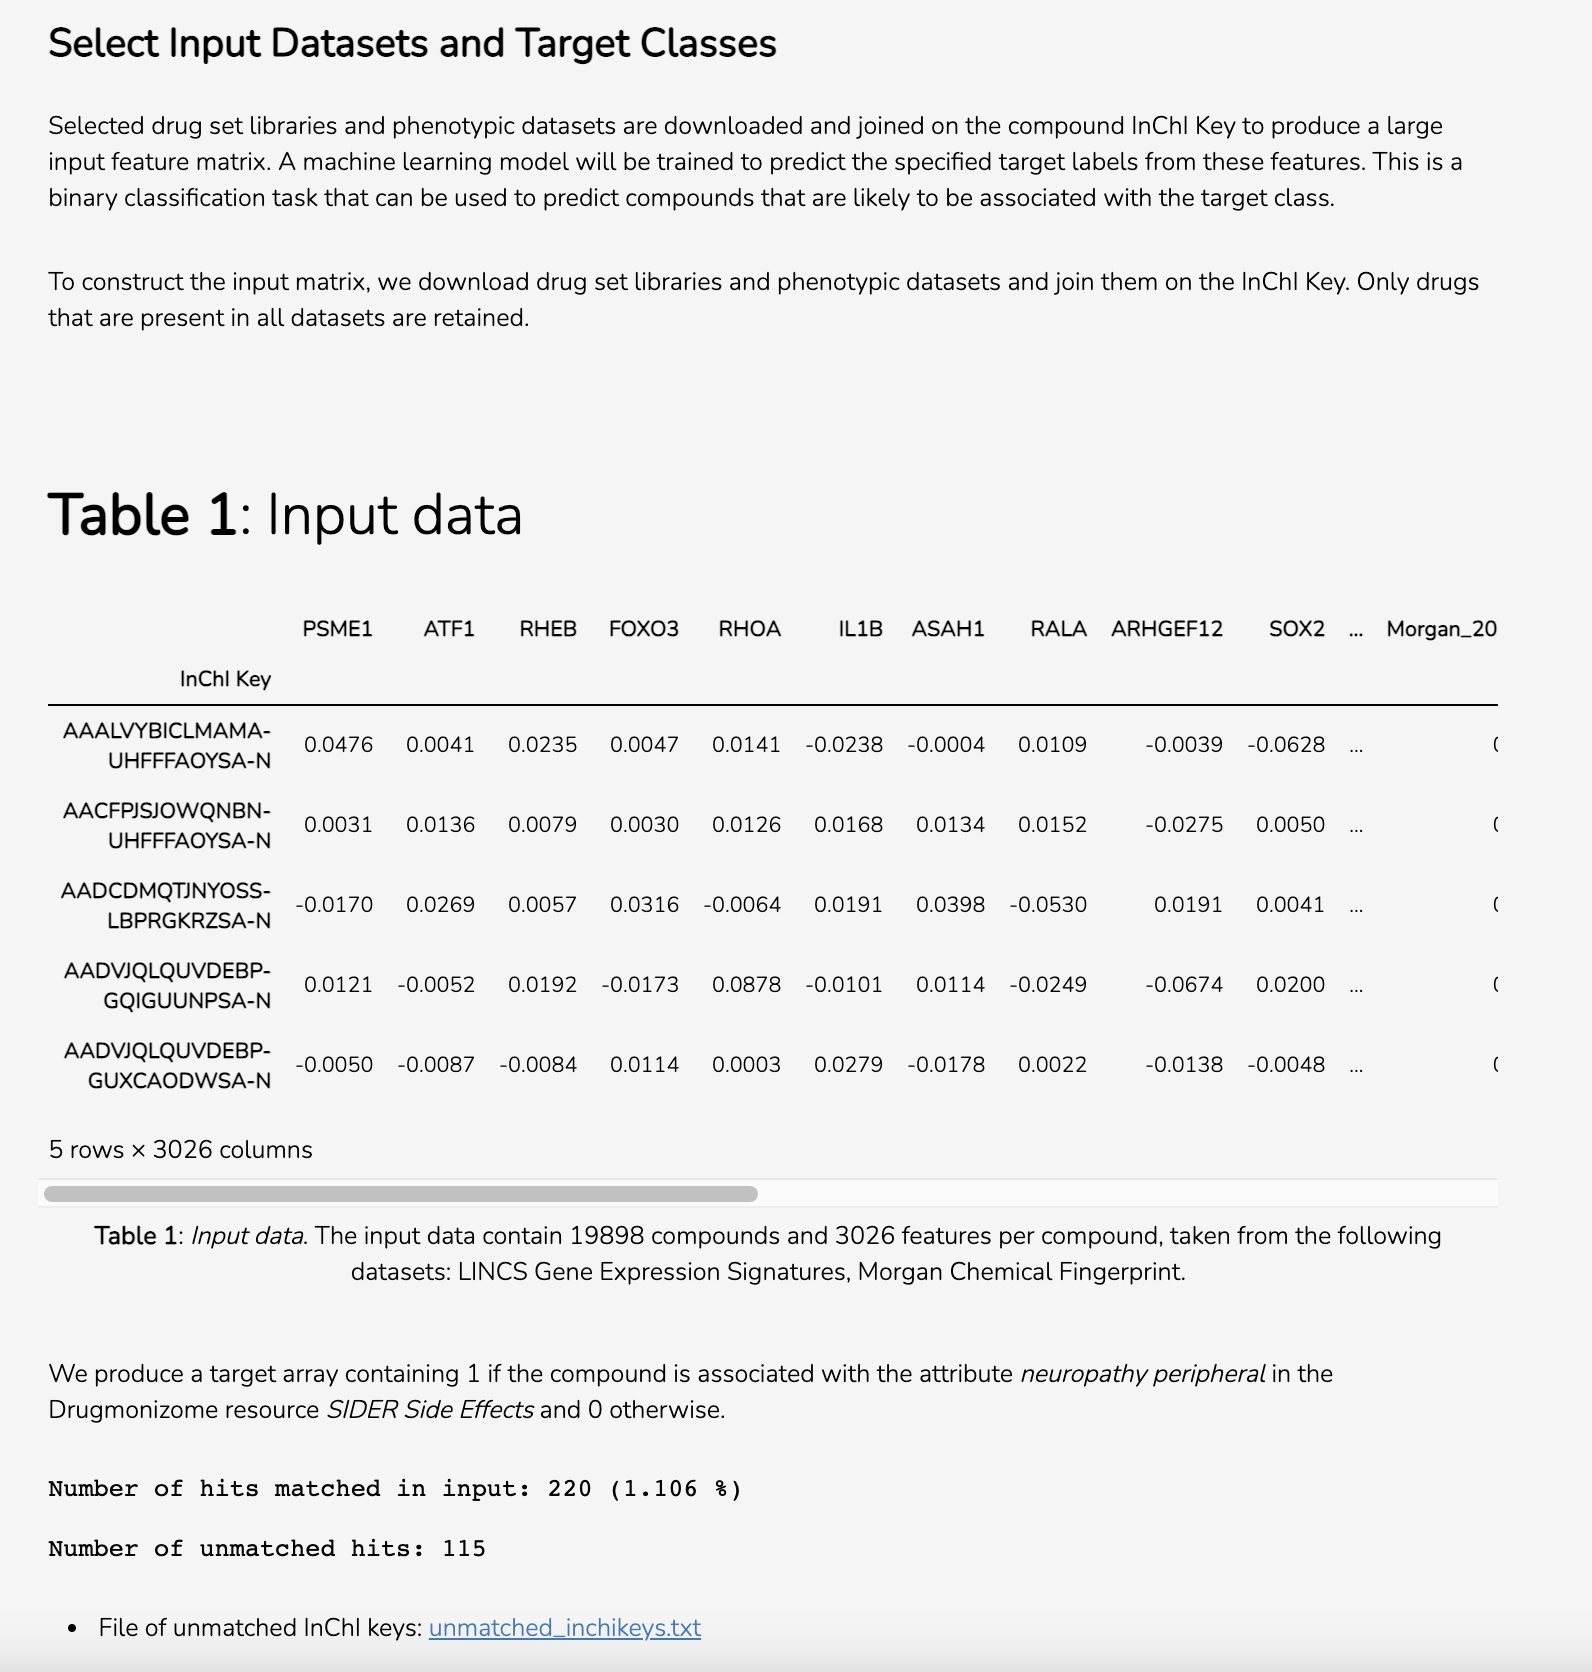 Select Input Datasets and Target Classes
Selected drug set libraries and phenotypic datasets are downloaded and joined on the compound InChI Key to produce a large
input feature matrix. A machine learning model will be trained to predict the specified target labels from these features. This is a
binary classification task that can be used to predict compounds that are likely to be associated with the target class.
To construct the input matrix, we download drug set libraries and phenotypic datasets and join them on the InChI Key. Only drugs
that are present in all datasets are retained.
Table 1: Input data
PSME1 ATF1 RHEB FOXO3 RHOA IL1B ASAH1 RALA ARHGEF12 SOX2 ... Morgan_20
InChI Key
AAALVYBICLMAMA-
UHFFFAOYSA-N 0.0476 0.0041 0.0235 0.0047 0.0141 -0.0238 -0.0004 0.0109 -0.0039 -0.0628 ...
AACFPJSJOWQNBN-
UHFFFAOYSA-N 0.0031 0.0136 0.0079 0.0030 0.0126 0.0168 0.0134 0.0152 -0.0275 0.0050 ...
AADCDMQTJNYOSS-
LBPRGKRZSA-N -0.0170 0.0269 0.0057 0.0316 -0.0064 0.0191 0.0398 -0.0530 0.0191 0.0041 ...
AADVJQLQUVDEBP-
GQIGUUNPSA-N 0.0121 -0.0052 0.0192 -0.0173 0.0878 -0.0101 0.0114 -0.0249 -0.0674 0.0200 ...
AADVJQLQUVDEBP-
GUXCAODWSA-N -0.0050 -0.0087 -0.0084 0.0114 0.0003 0.0279 -0.0178 0.0022 -0.0138 -0.0048 ...
5 rows × 3026 columns
Table 1: Input data. The input data contain 19898 compounds and 3026 features per compound, taken from the following
datasets: LINCS Gene Expression Signatures, Morgan Chemical Fingerprint.
We produce a target array containing 1 if the compound is associated with the attribute neuropathy peripheral in the
Drugmonizome resource SIDER Side Effects and 0 otherwise.
Number of hits matched in input: 220 (1.106 %)
Number of unmatched hits: 115
• File of unmatched InChI keys: unmatched_inchikeys.txt